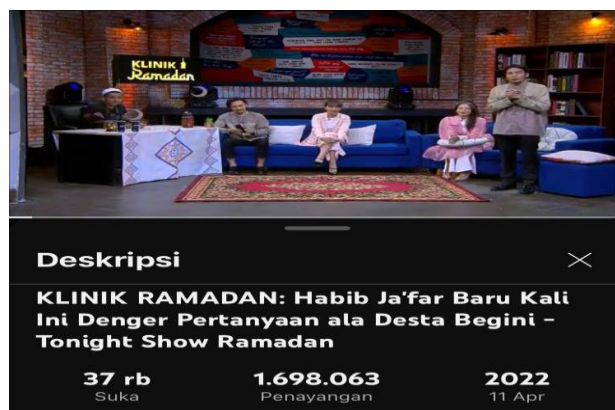 KLINIK
Ramadan
Deskripsi
KLINIK RAMADAN: Habib Ja'far Baru Kali
Ini Denger Pertanyaan ala Desta Begini –
Tonight Show Ramadan
37 rb
1.698.063
2022
Suka
Penayangan
11 Apr